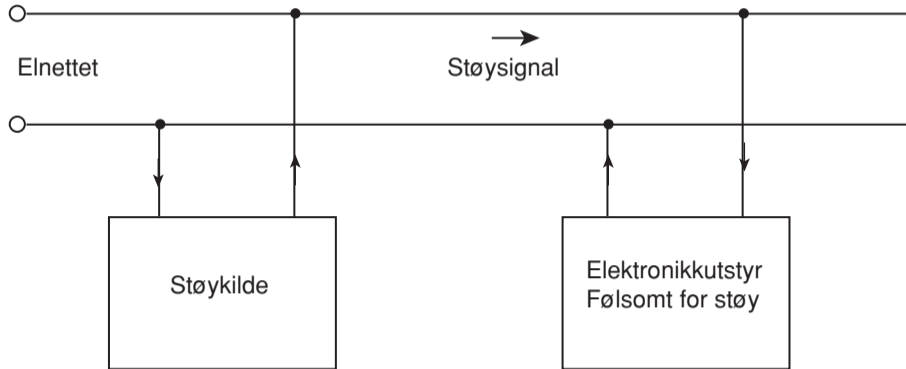 Elnettet
Støysignal
Støykilde
Elektronikkutstyr
Følsomt for støy